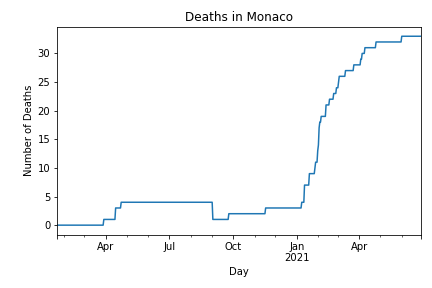 Deaths in Monaco
Number of Deaths
30
25
20
15
10
5
0
Apr
Jul
Oct
Jan
2021
Apr
Day